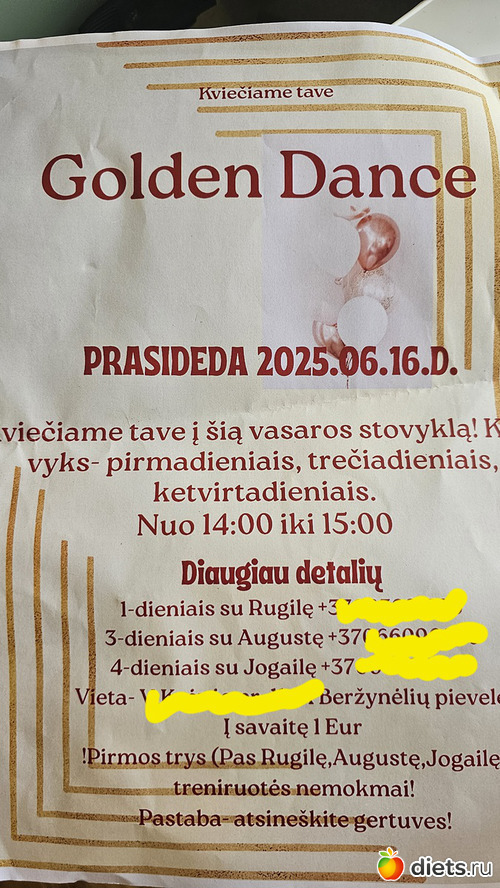 Kviečiame tave
Golden Dance
PRASIDEDA 2025.06.16.D.
viečiame tave į šią vasaros stovyklą! K
vyks- pirmadieniais, trečiadieniais,
ketvirtadieniais.
Nuo 14:00 iki 15:00
Diaugiau detalių
1-dieniais su Rugilę +3
3-dieniais su Augustę +370
4-dieniais su Jogailę +37
Vieta- Beržynėlių pievelė
Į savaitę 1 Eur
!Pirmos trys (Pas Rugilę,Augustę,Jogailę
treniruotės nemokmai!
Pastaba- atsineškite gertuves!
diets.ru